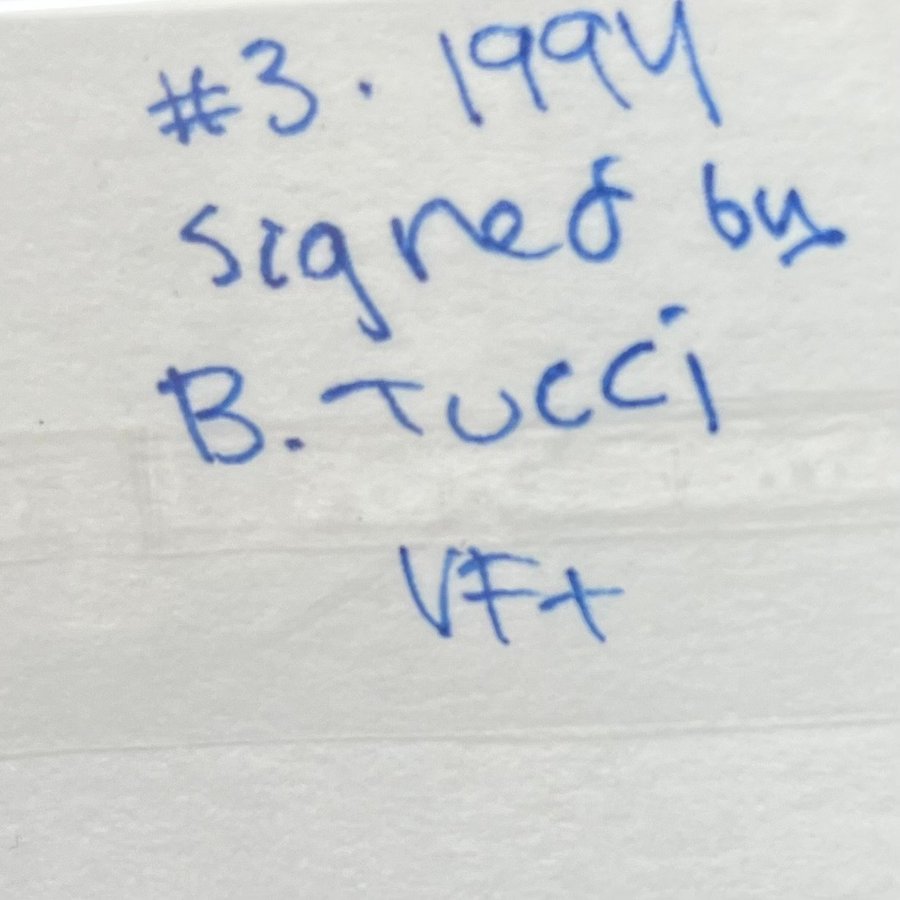 #3. 1994
signed by
B. Tucci
VF+